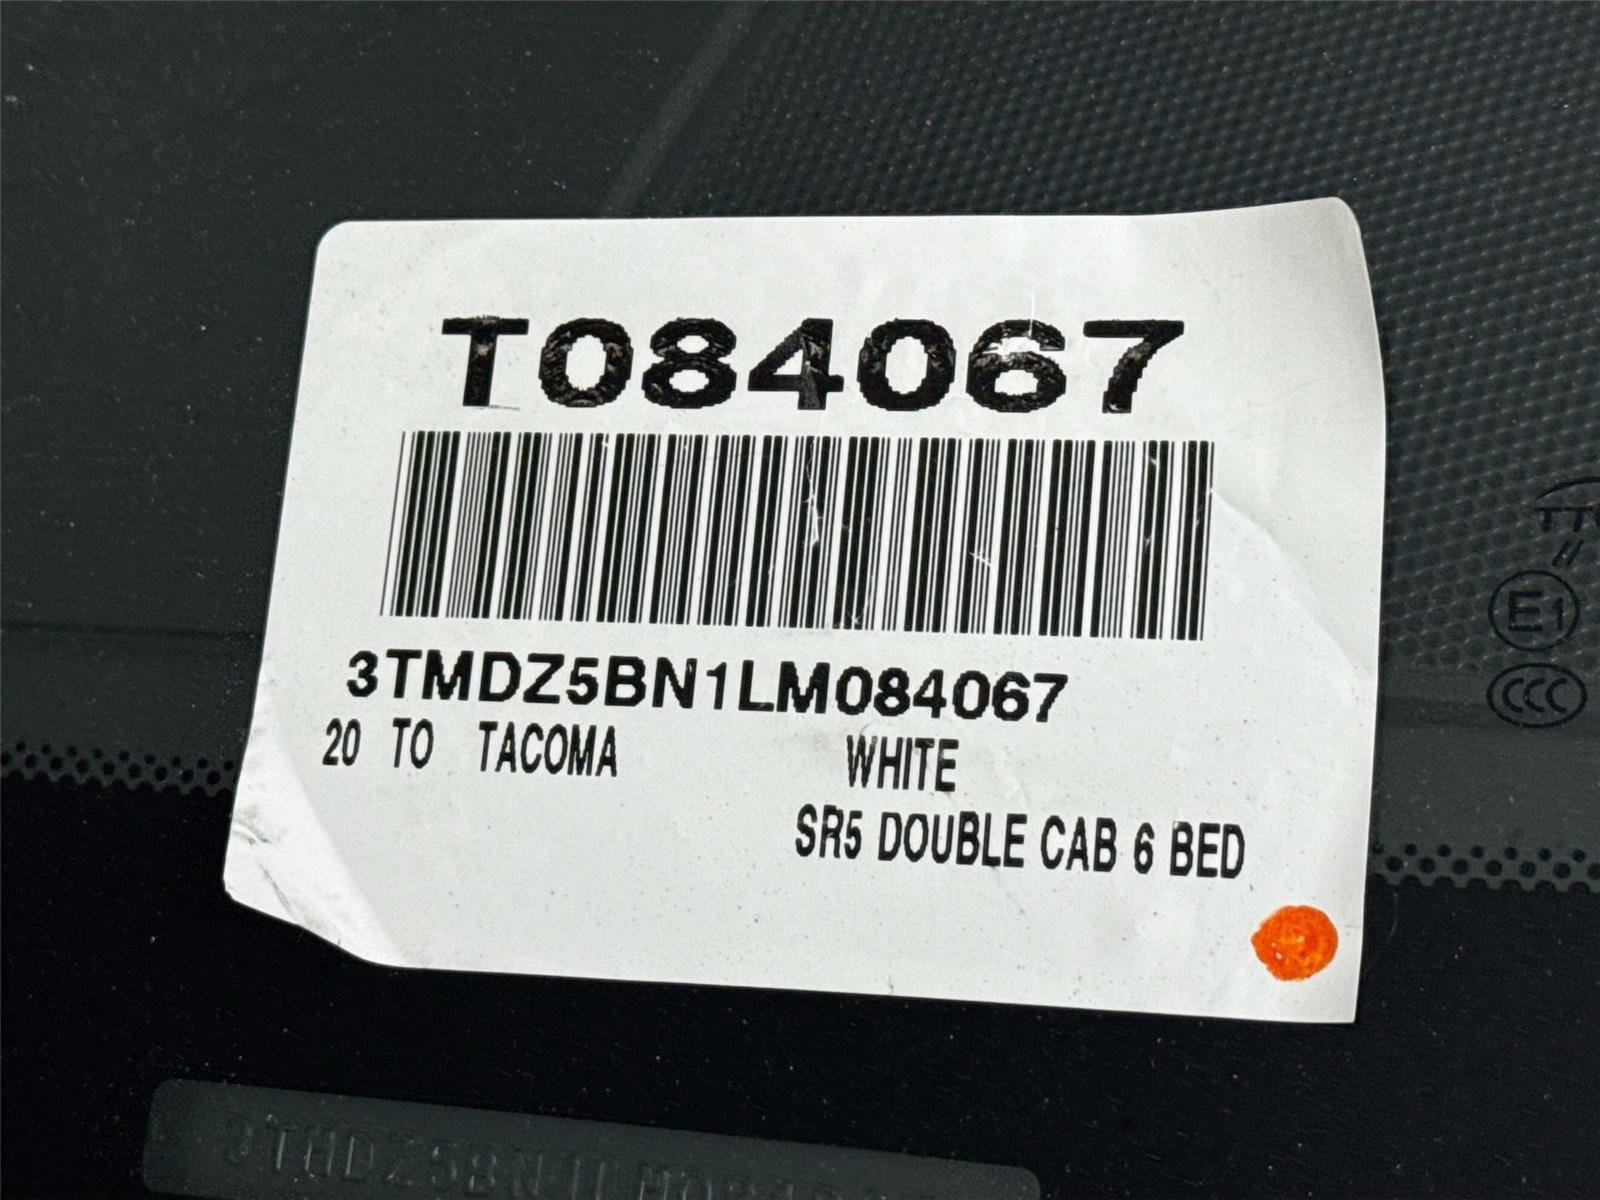 T084067
3TMDZ5BN1LM084067
20 TO TACOMA WHITE
SR5 DOUBLE CAB 6 BED
E1
CCC